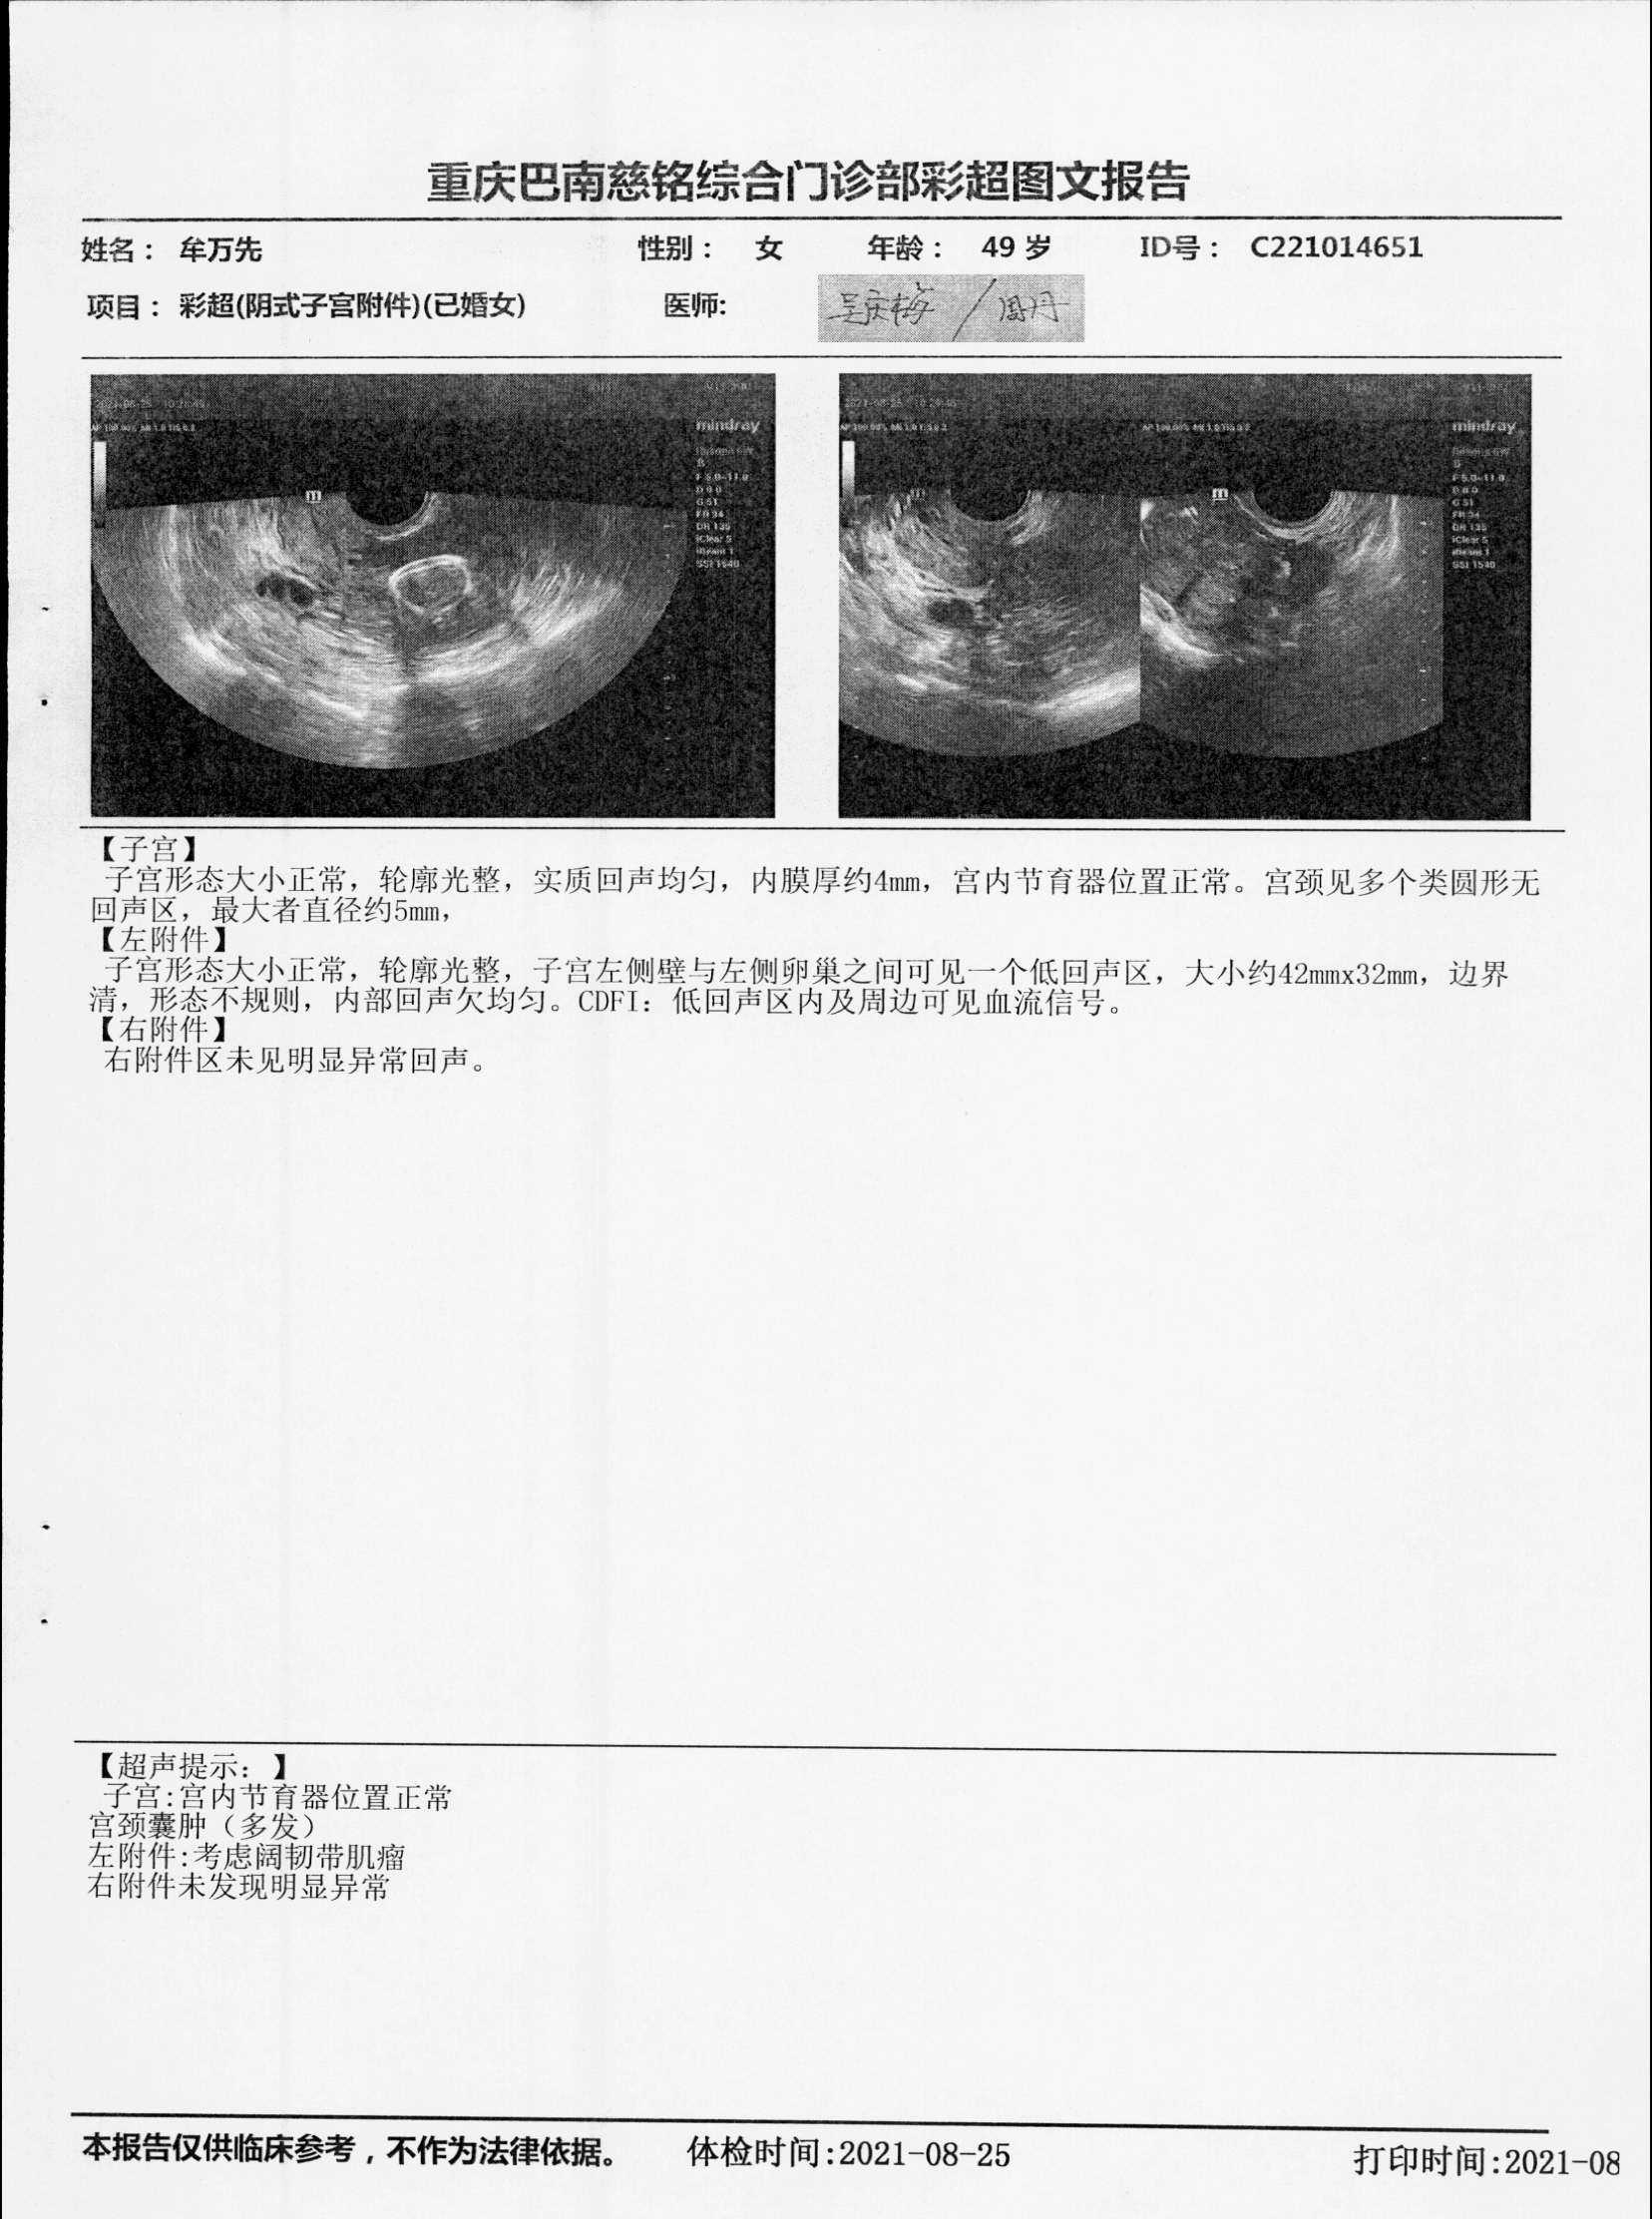 重庆巴南慈铭综合门诊部彩超图文报告
姓名： 牟万先 性别： 女 年龄： 49 岁 ID号： C221014651
项目： 彩超(阴式子宫附件)(已婚女) 医师: 吴庆梅/周丹
mindray
mindray
【子宫】
子宫形态大小正常，轮廓光整，实质回声均匀，内膜厚约4mm，宫内节育器位置正常。宫颈见多个类圆形无
回声区，最大者直径约5mm，
【左附件】
子宫形态大小正常，轮廓光整，子宫左侧壁与左侧卵巢之间可见一个低回声区，大小约42mmx32mm，边界
清，形态不规则，内部回声欠均匀。CDFI：低回声区内及周边可见血流信号。
【右附件】
右附件区未见明显异常回声。
【超声提示：】
子宫:宫内节育器位置正常
宫颈囊肿（多发）
左附件:考虑阔韧带肌瘤
右附件未发现明显异常
本报告仅供临床参考，不作为法律依据。 体检时间:2021-08-25 打印时间:2021-08